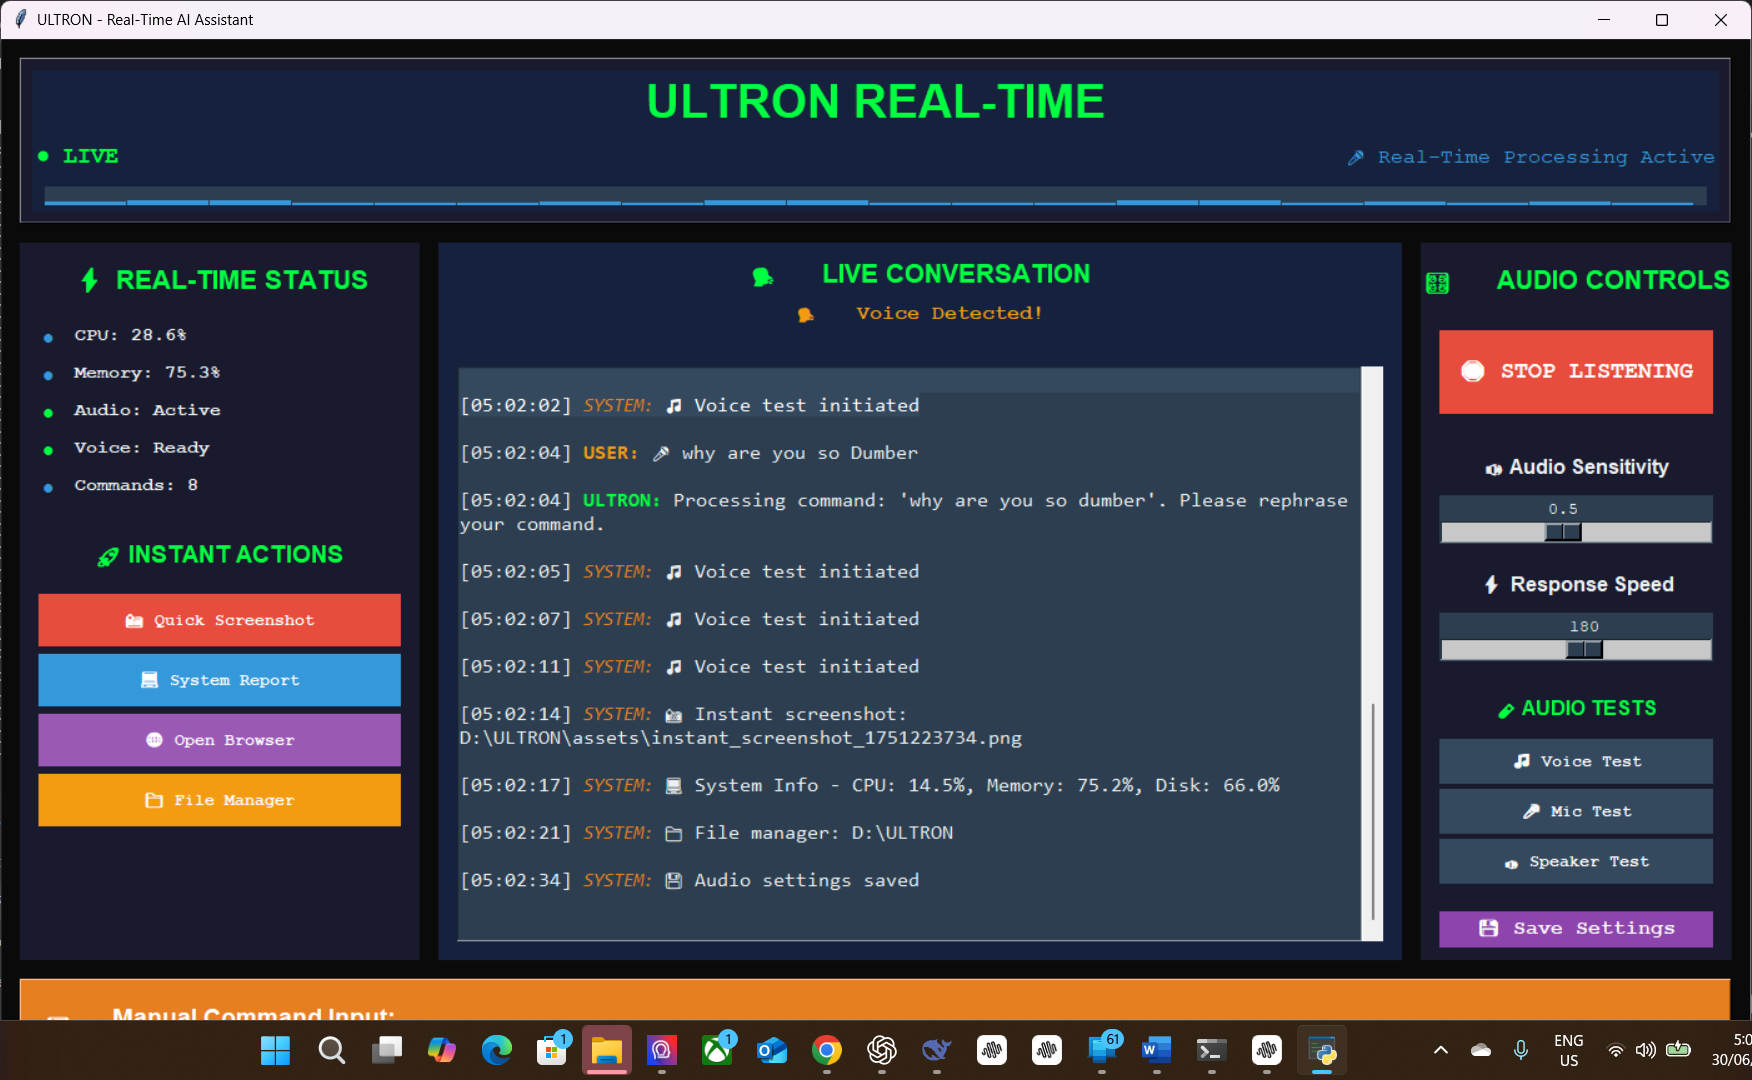 ULTRON - Real-Time AI Assistant
ULTRON REAL-TIME
LIVE
Real-Time Processing Active
REAL-TIME STATUS
CPU: 28.6%
Memory: 75.3%
Audio: Active
Voice: Ready
Commands: 8
INSTANT ACTIONS
Quick Screenshot
System Report
Open Browser
File Manager
LIVE CONVERSATION
Voice Detected!
[05:02:02] SYSTEM: Voice test initiated
[05:02:04] USER: why are you so Dumber
[05:02:04] ULTRON: Processing command: 'why are you so dumber'. Please rephrase
your command.
[05:02:05] SYSTEM: Voice test initiated
[05:02:07] SYSTEM: Voice test initiated
[05:02:11] SYSTEM: Voice test initiated
[05:02:14] SYSTEM: Instant screenshot:
D:\ULTRON\assets\instant_screenshot_1751223734.png
[05:02:17] SYSTEM: System Info - CPU: 14.5%, Memory: 75.2%, Disk: 66.0%
[05:02:21] SYSTEM: File manager: D:\ULTRON
[05:02:34] SYSTEM: Audio settings saved
AUDIO CONTROLS
STOP LISTENING
Audio Sensitivity
0.5
Response Speed
180
AUDIO TESTS
Voice Test
Mic Test
Speaker Test
Save Settings
Manual Command Input:
1
1
61
ENG
US
5:0
30/06